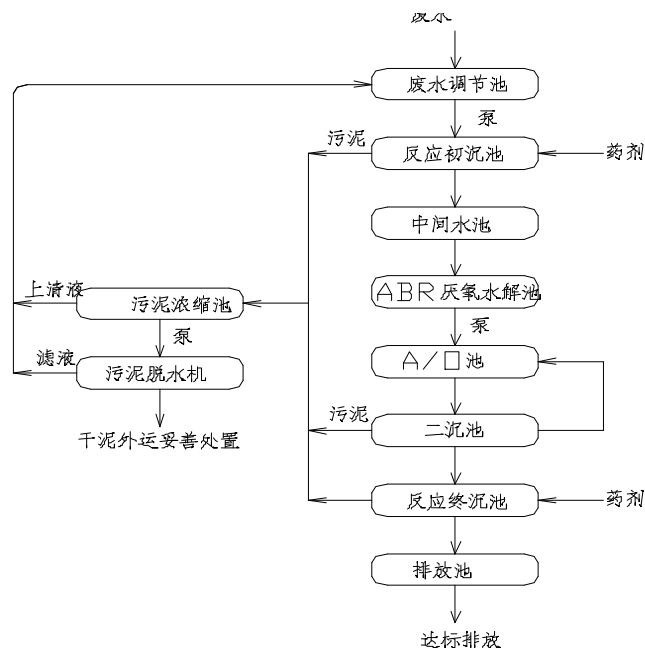 废水
废水调节池
泵
污泥
反应初沉池
药剂
中间水池
ABR厌氧水解池
泵
上清液
污泥浓缩池
泵
滤液
污泥脱水机
干泥外运妥善处置
A/O池
污泥
二沉池
反应终沉池
药剂
排放池
达标排放